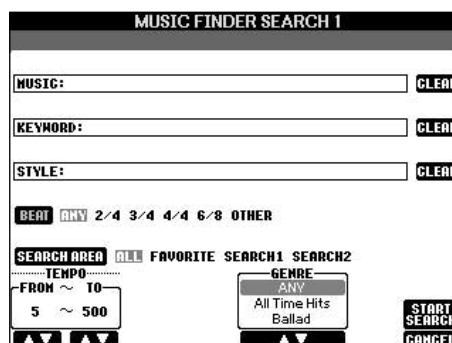 MUSIC FINDER SEARCH 1
MUSIC:
CLEAR
KEYWORD:
CLEAR
STYLE:
CLEAR
BEAT ANY 2/4 3/4 4/4 6/8 OTHER
SEARCH AREA ALL FAVORITE SEARCH1 SEARCH2
TEMPO
FROM ~ TO
5 ~ 500
GENRE
ANY
All Time Hits
Ballad
START
SEARCH
CANCEL